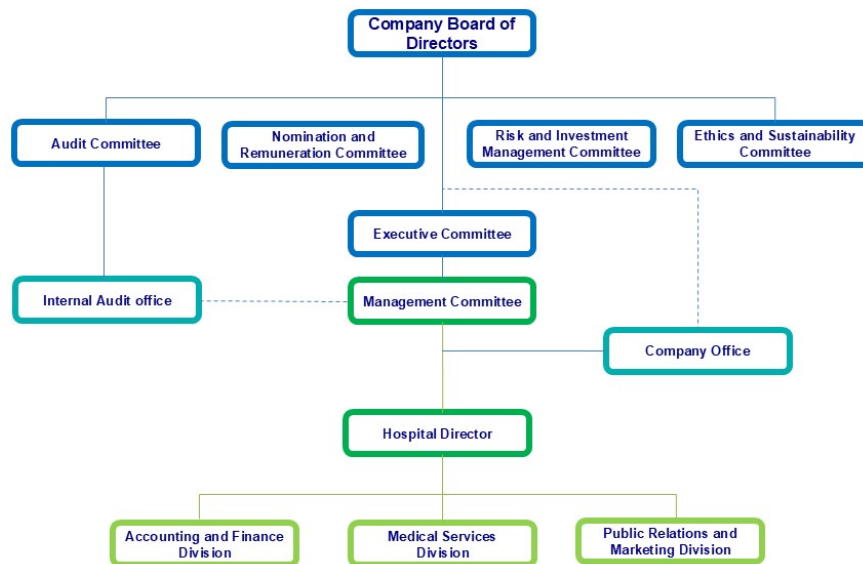 Company Board of
Directors
Audit Committee
Nomination and
Remuneration Committee
Risk and Investment
Management Committee
Ethics and Sustainability
Committee
Executive Committee
Internal Audit office
Management Committee
Company Office
Hospital Director
Accounting and Finance
Division
Medical Services
Division
Public Relations and
Marketing Division